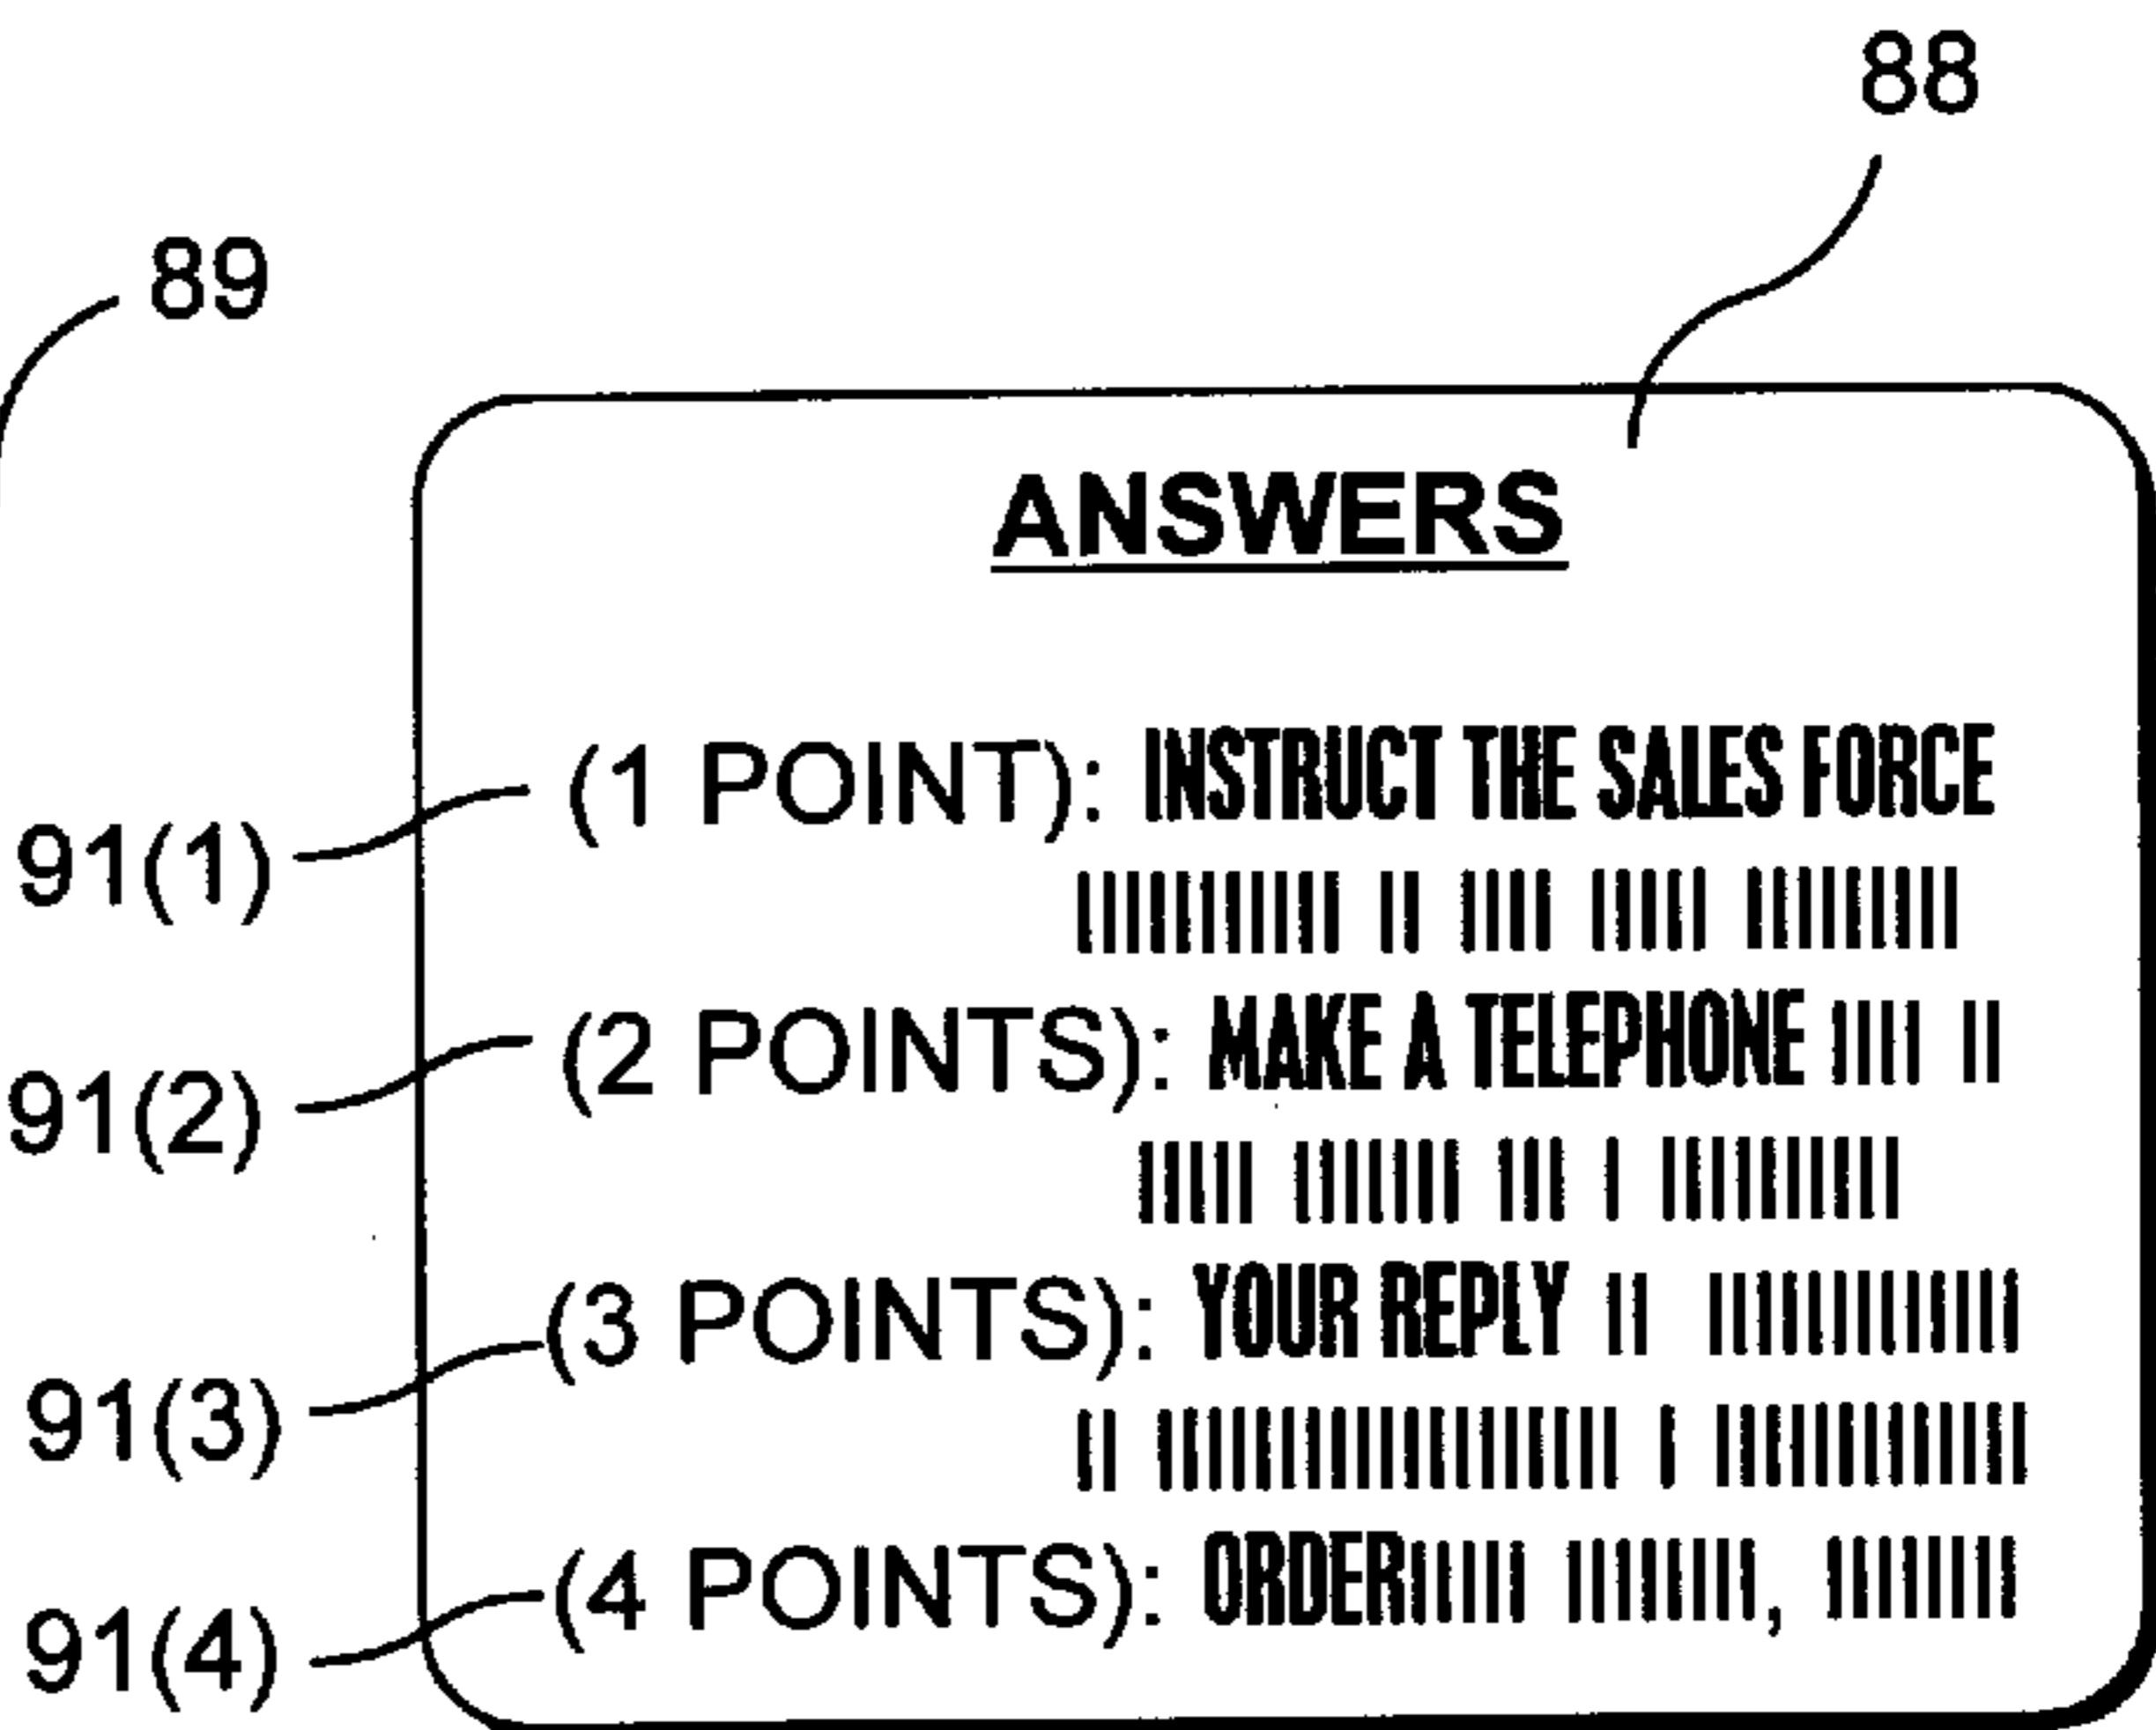 88
89
ANSWERS
91(1) (1 POINT): INSTRUCT THE SALES FORCE
91(2) (2 POINTS): MAKE A TELEPHONE
91(3) (3 POINTS): YOUR REPLY
91(4) (4 POINTS): ORDER